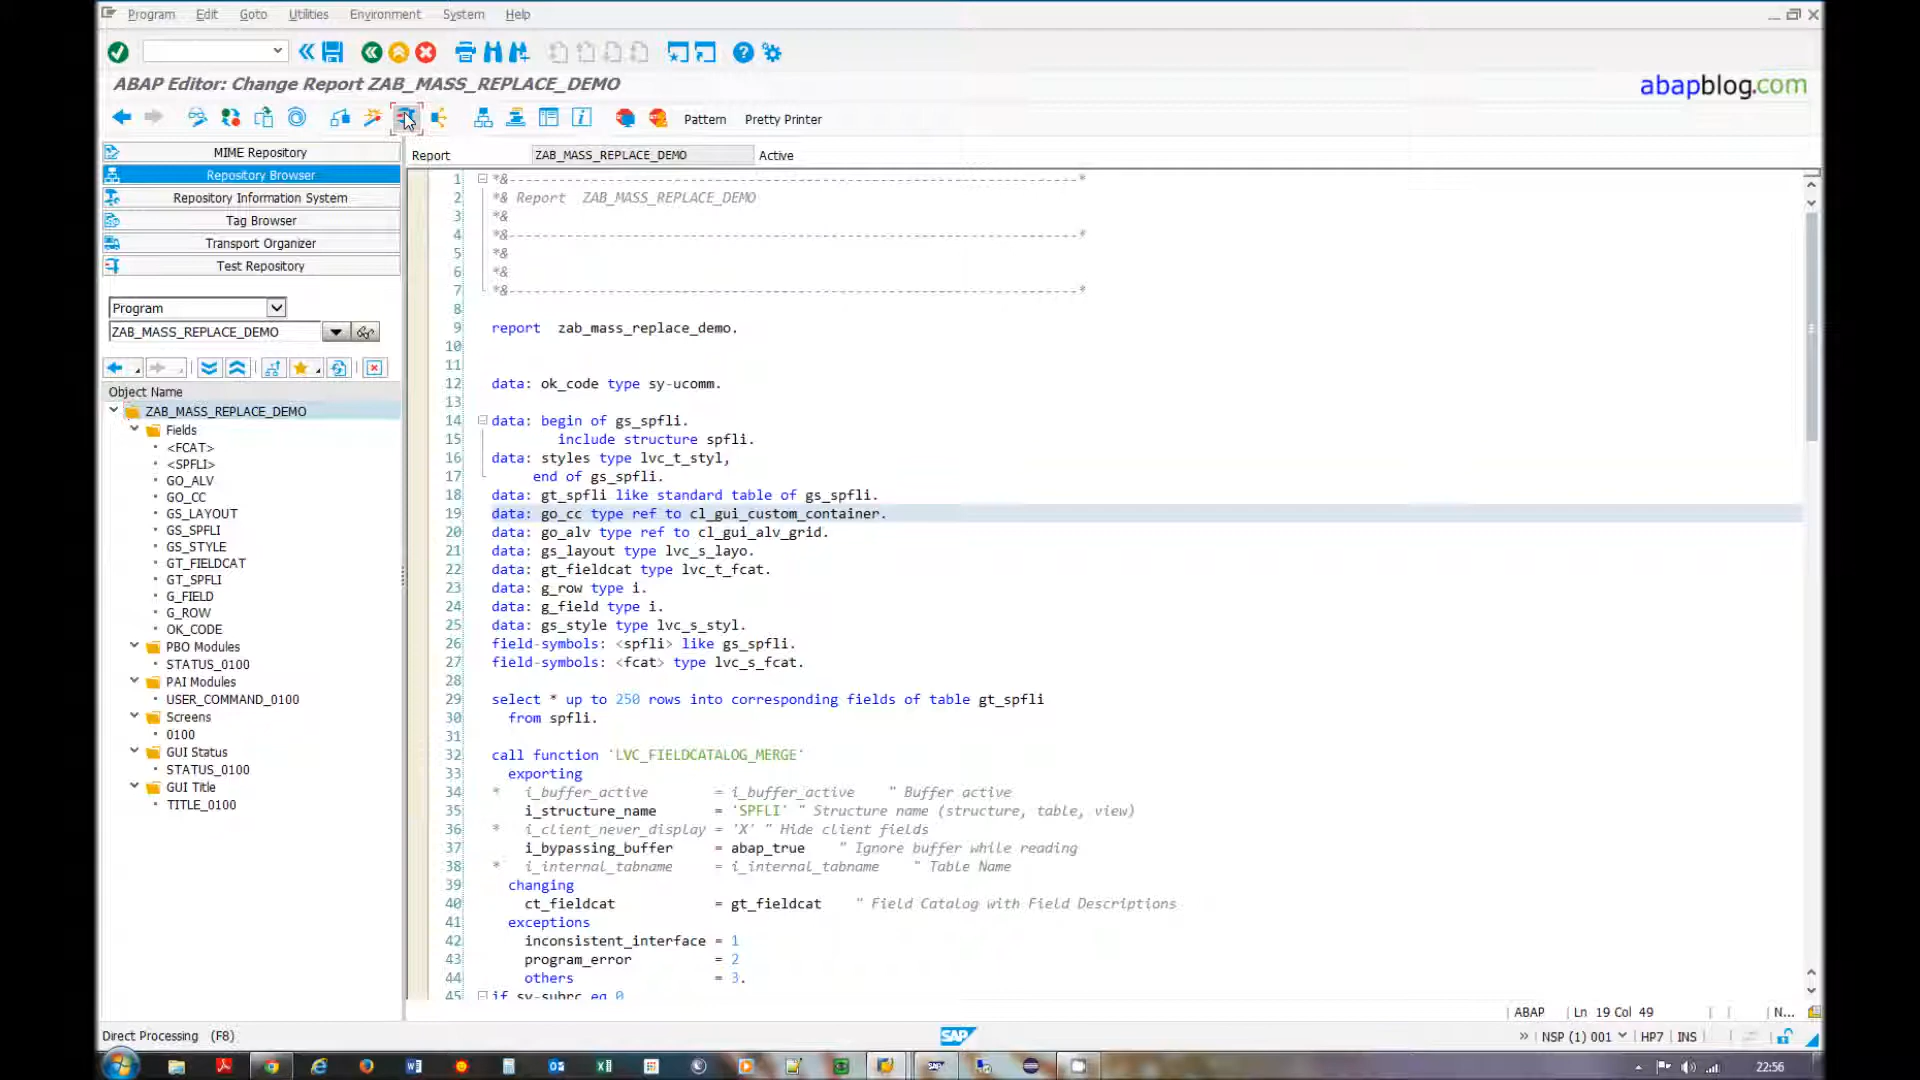 Program Edit Goto Utilities Environment System Help
ABAP Editor: Change Report ZAB_MASS_REPLACE_DEMO
abapblog.com
Pattern Pretty Printer
MIME Repository
Repository Browser
Repository Information System
Tag Browser
Transport Organizer
Test Repository
Program
ZAB_MASS_REPLACE_DEMO
Object Name
ZAB_MASS_REPLACE_DEMO
Fields
<FCAT>
<SPFLI>
GO_ALV
GO_CC
GS_LAYOUT
GS_SPFLI
GS_STYLE
GT_FIELDCAT
GT_SPFLI
G_FIELD
G_ROW
OK_CODE
PBO Modules
STATUS_0100
PAI Modules
USER_COMMAND_0100
Screens
0100
GUI Status
STATUS_0100
GUI Title
TITLE_0100
Report ZAB_MASS_REPLACE_DEMO Active
1 *&---------------------------------------------------------------------*
2 *& Report  ZAB_MASS_REPLACE_DEMO
3 *&
4 *&---------------------------------------------------------------------*
5 *&
6 *&
7 *&---------------------------------------------------------------------*
8
9 report  zab_mass_replace_demo.
10
11
12 data: ok_code type sy-ucomm.
13
14 data: begin of gs_spfli.
15         include structure spfli.
16 data: styles type lvc_t_styl,
17      end of gs_spfli.
18 data: gt_spfli like standard table of gs_spfli.
19 data: go_cc type ref to cl_gui_custom_container.
20 data: go_alv type ref to cl_gui_alv_grid.
21 data: gs_layout type lvc_s_layo.
22 data: gt_fieldcat type lvc_t_fcat.
23 data: g_row type i.
24 data: g_field type i.
25 data: gs_style type lvc_s_styl.
26 field-symbols: <spfli> like gs_spfli.
27 field-symbols: <fcat> type lvc_s_fcat.
28
29 select * up to 250 rows into corresponding fields of table gt_spfli
30   from spfli.
31
32 call function 'LVC_FIELDCATALOG_MERGE'
33   exporting
34 *   i_buffer_active        = i_buffer_active    " Buffer active
35     i_structure_name       = 'SPFLI' " Structure name (structure, table, view)
36 *   i_client_never_display = 'X' " Hide client fields
37     i_bypassing_buffer     = abap_true    " Ignore buffer while reading
38 *   i_internal_tabname     = i_internal_tabname    " Table Name
39   changing
40     ct_fieldcat            = gt_fieldcat    " Field Catalog with Field Descriptions
41   exceptions
42     inconsistent_interface = 1
43     program_error          = 2
44     others                 = 3.
45 if sy-subrc eq 0
ABAP Ln 19 Col 49 N...
Direct Processing (F8) SAP » NSP (1) 001 HP7 INS
22:56